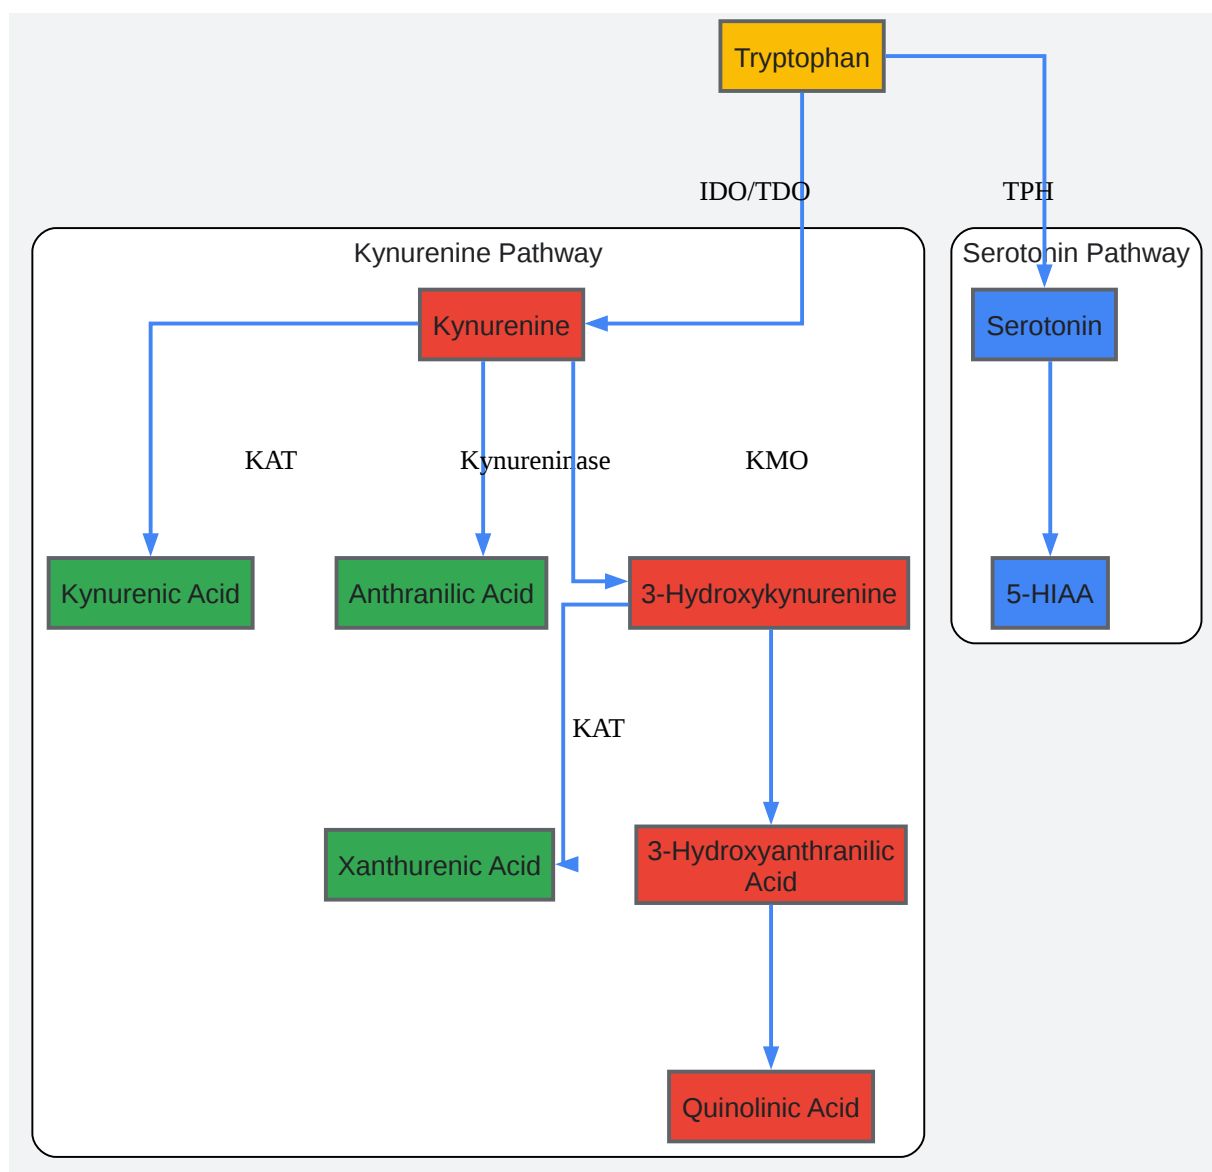 Tryptophan
IDO/TDO
TPH
Kynurenine Pathway
Serotonin Pathway
Kynurenine
Serotonin
KAT
Kynureninase
KMO
Kynurenic Acid
Anthranilic Acid
3-Hydroxykynurenine
5-HIAA
KAT
Xanthurenic Acid
3-Hydroxyanthranilic
Acid
Quinolinic Acid